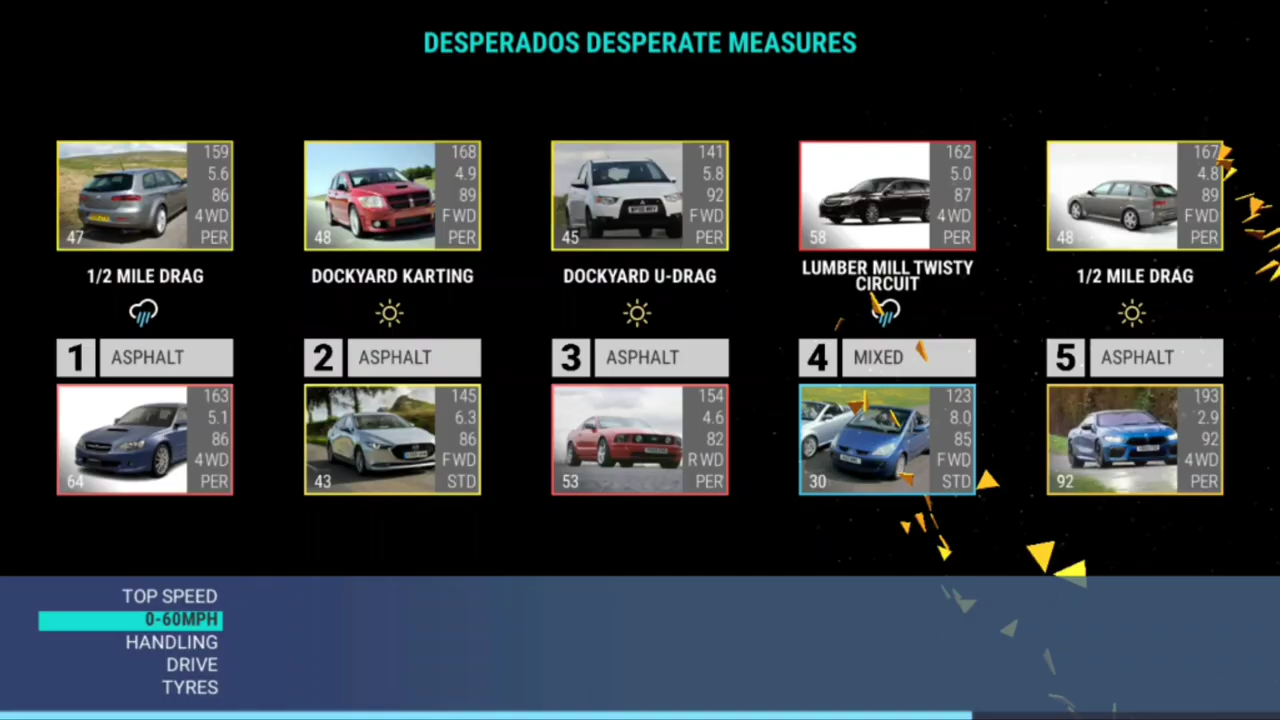 DESPERADOS DESPERATE MEASURES
159
5.6
86
4WD
47 PER
168
4.9
89
FWD
48 PER
141
5.8
92
FWD
45 PER
162
5.0
87
4WD
58 PER
167
4.8
89
FWD
48 PER
1/2 MILE DRAG
DOCKYARD KARTING
DOCKYARD U-DRAG
LUMBER MILL TWISTY
CIRCUIT
1/2 MILE DRAG
1 ASPHALT
2 ASPHALT
3 ASPHALT
4 MIXED
5 ASPHALT
163
5.1
86
4WD
64 PER
145
6.3
86
FWD
43 STD
154
4.6
82
RWD
53 PER
123
8.0
85
FWD
30 STD
193
2.9
92
4WD
92 PER
TOP SPEED
0-60MPH
HANDLING
DRIVE
TYRES